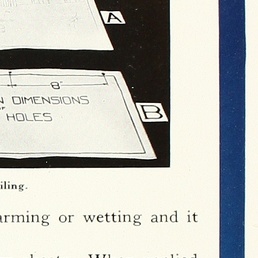 A
8"
N DIMENSIONS
HOLES
B
iling.
arming or wetting and it